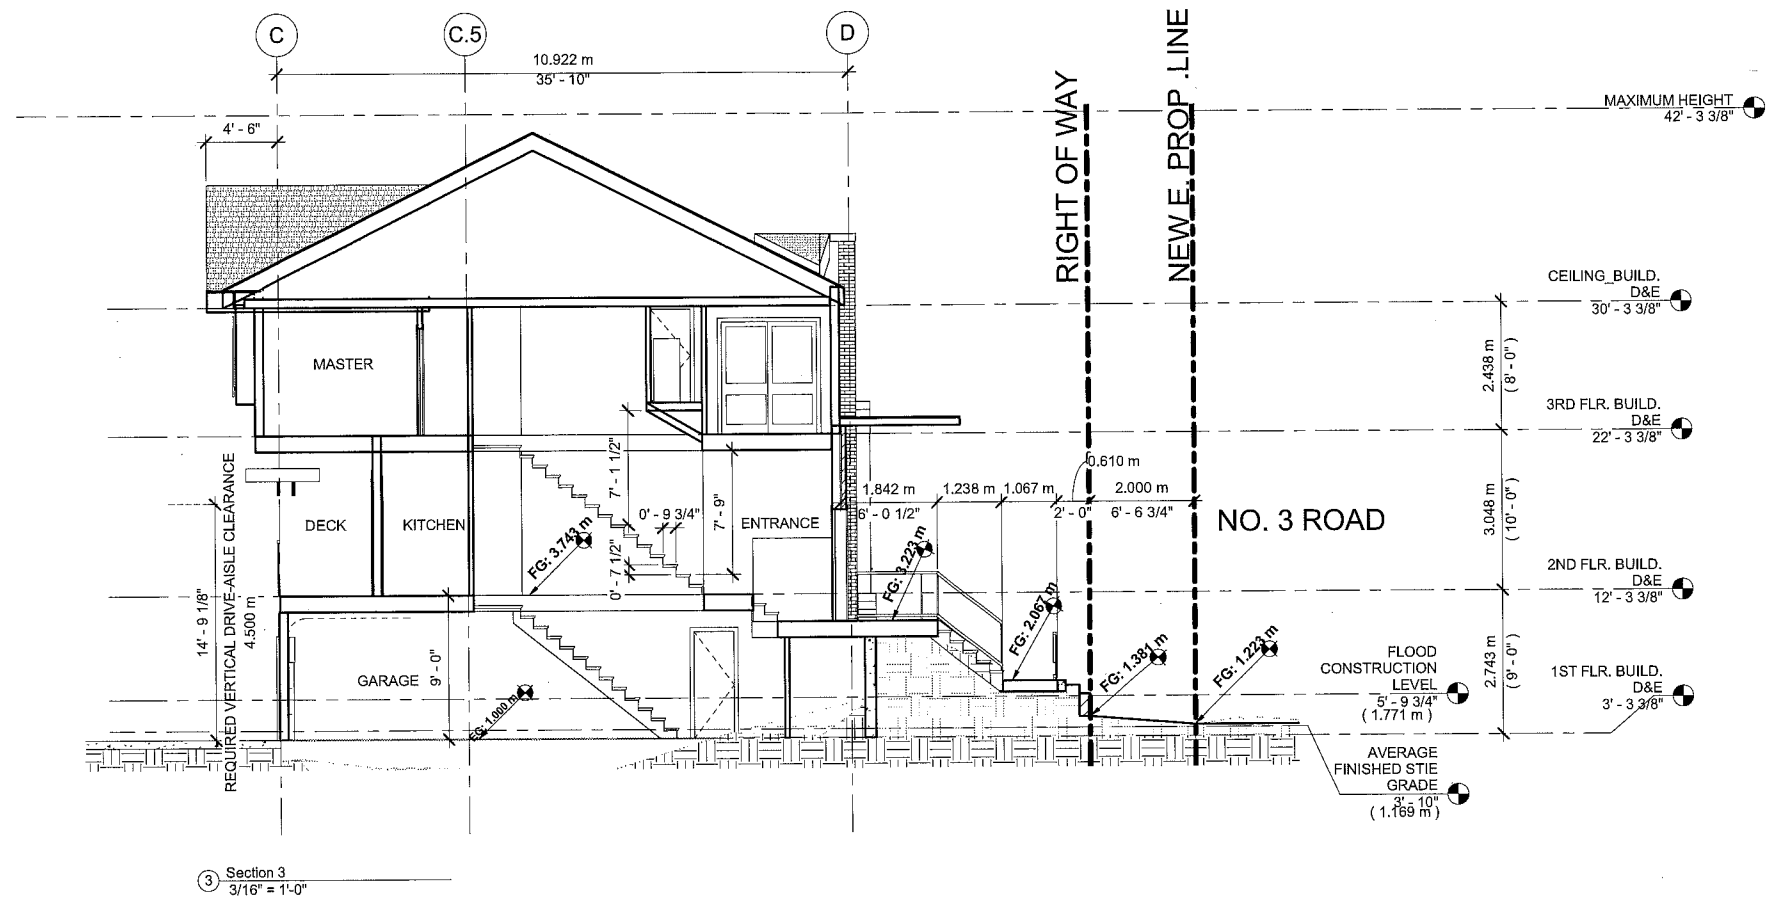 C
C.5
D
10.922 m
35' - 10"
4' - 6"
RIGHT OF WAY
NEW E. PROP .LINE
MAXIMUM HEIGHT
42' - 3 3/8"
CEILING_BUILD.
D&E
30' - 3 3/8"
2.438 m
( 8' - 0" )
MASTER
3RD FLR. BUILD.
D&E
22' - 3 3/8"
7' - 1 1/2"
0' - 9 3/4"
7' - 9"
0' - 7 1/2"
0.610 m
1.842 m
1.238 m
1.067 m
2.000 m
6' - 0 1/2"
2' - 0"
6' - 6 3/4"
NO. 3 ROAD
3.048 m
( 10' - 0" )
DECK
KITCHEN
ENTRANCE
FG: 3.743 m
FG: 3.223 m
2ND FLR. BUILD.
D&E
12' - 3 3/8"
14' - 9 1/8"
REQUIRED VERTICAL DRIVE-AISLE CLEARANCE
4.500 m
FG: 2.067 m
FG: 1.381 m
FG: 1.223 m
FLOOD
CONSTRUCTION
LEVEL
5' - 9 3/4"
( 1.771 m )
2.743 m
( 9' - 0" )
1ST FLR. BUILD.
D&E
3' - 3 3/8"
GARAGE
9' - 0"
FG: 1.000 m
AVERAGE
FINISHED STIE
GRADE
3' - 10"
( 1.169 m )
3
Section 3
3/16" = 1'-0"